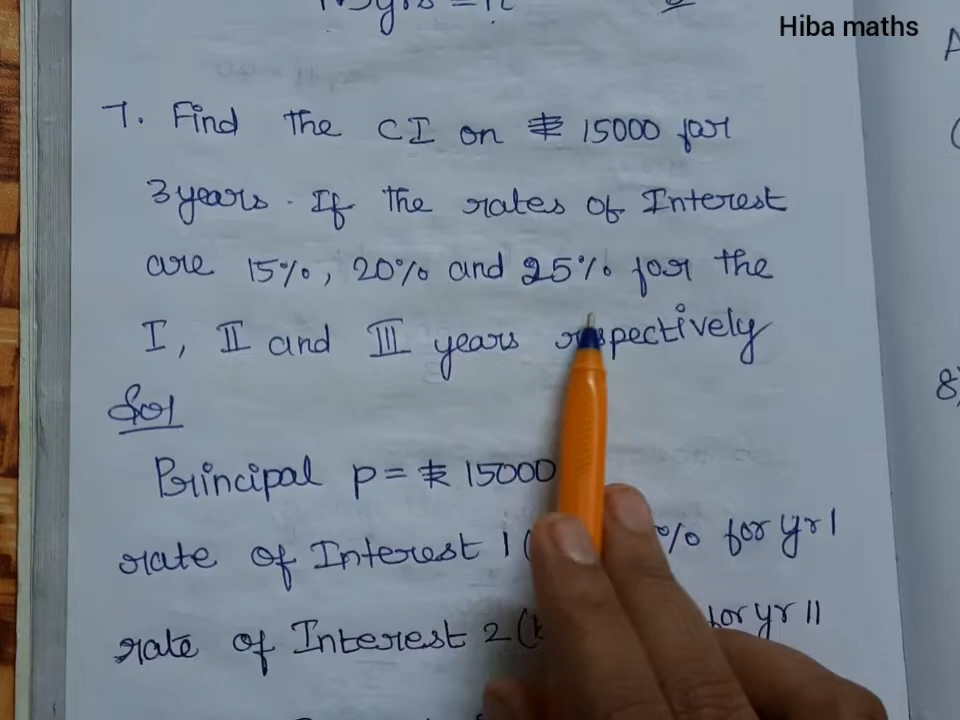 Hiba maths
7. Find the CI on ₹ 15000 for
3 years. If the rates of Interest
are 15%, 20% and 25% for the
I, II and III years respectively
Sol
Principal p = ₹ 15000
rate of Interest 1 ( % for yr I
rate of Interest 2 ( for yr II
8)